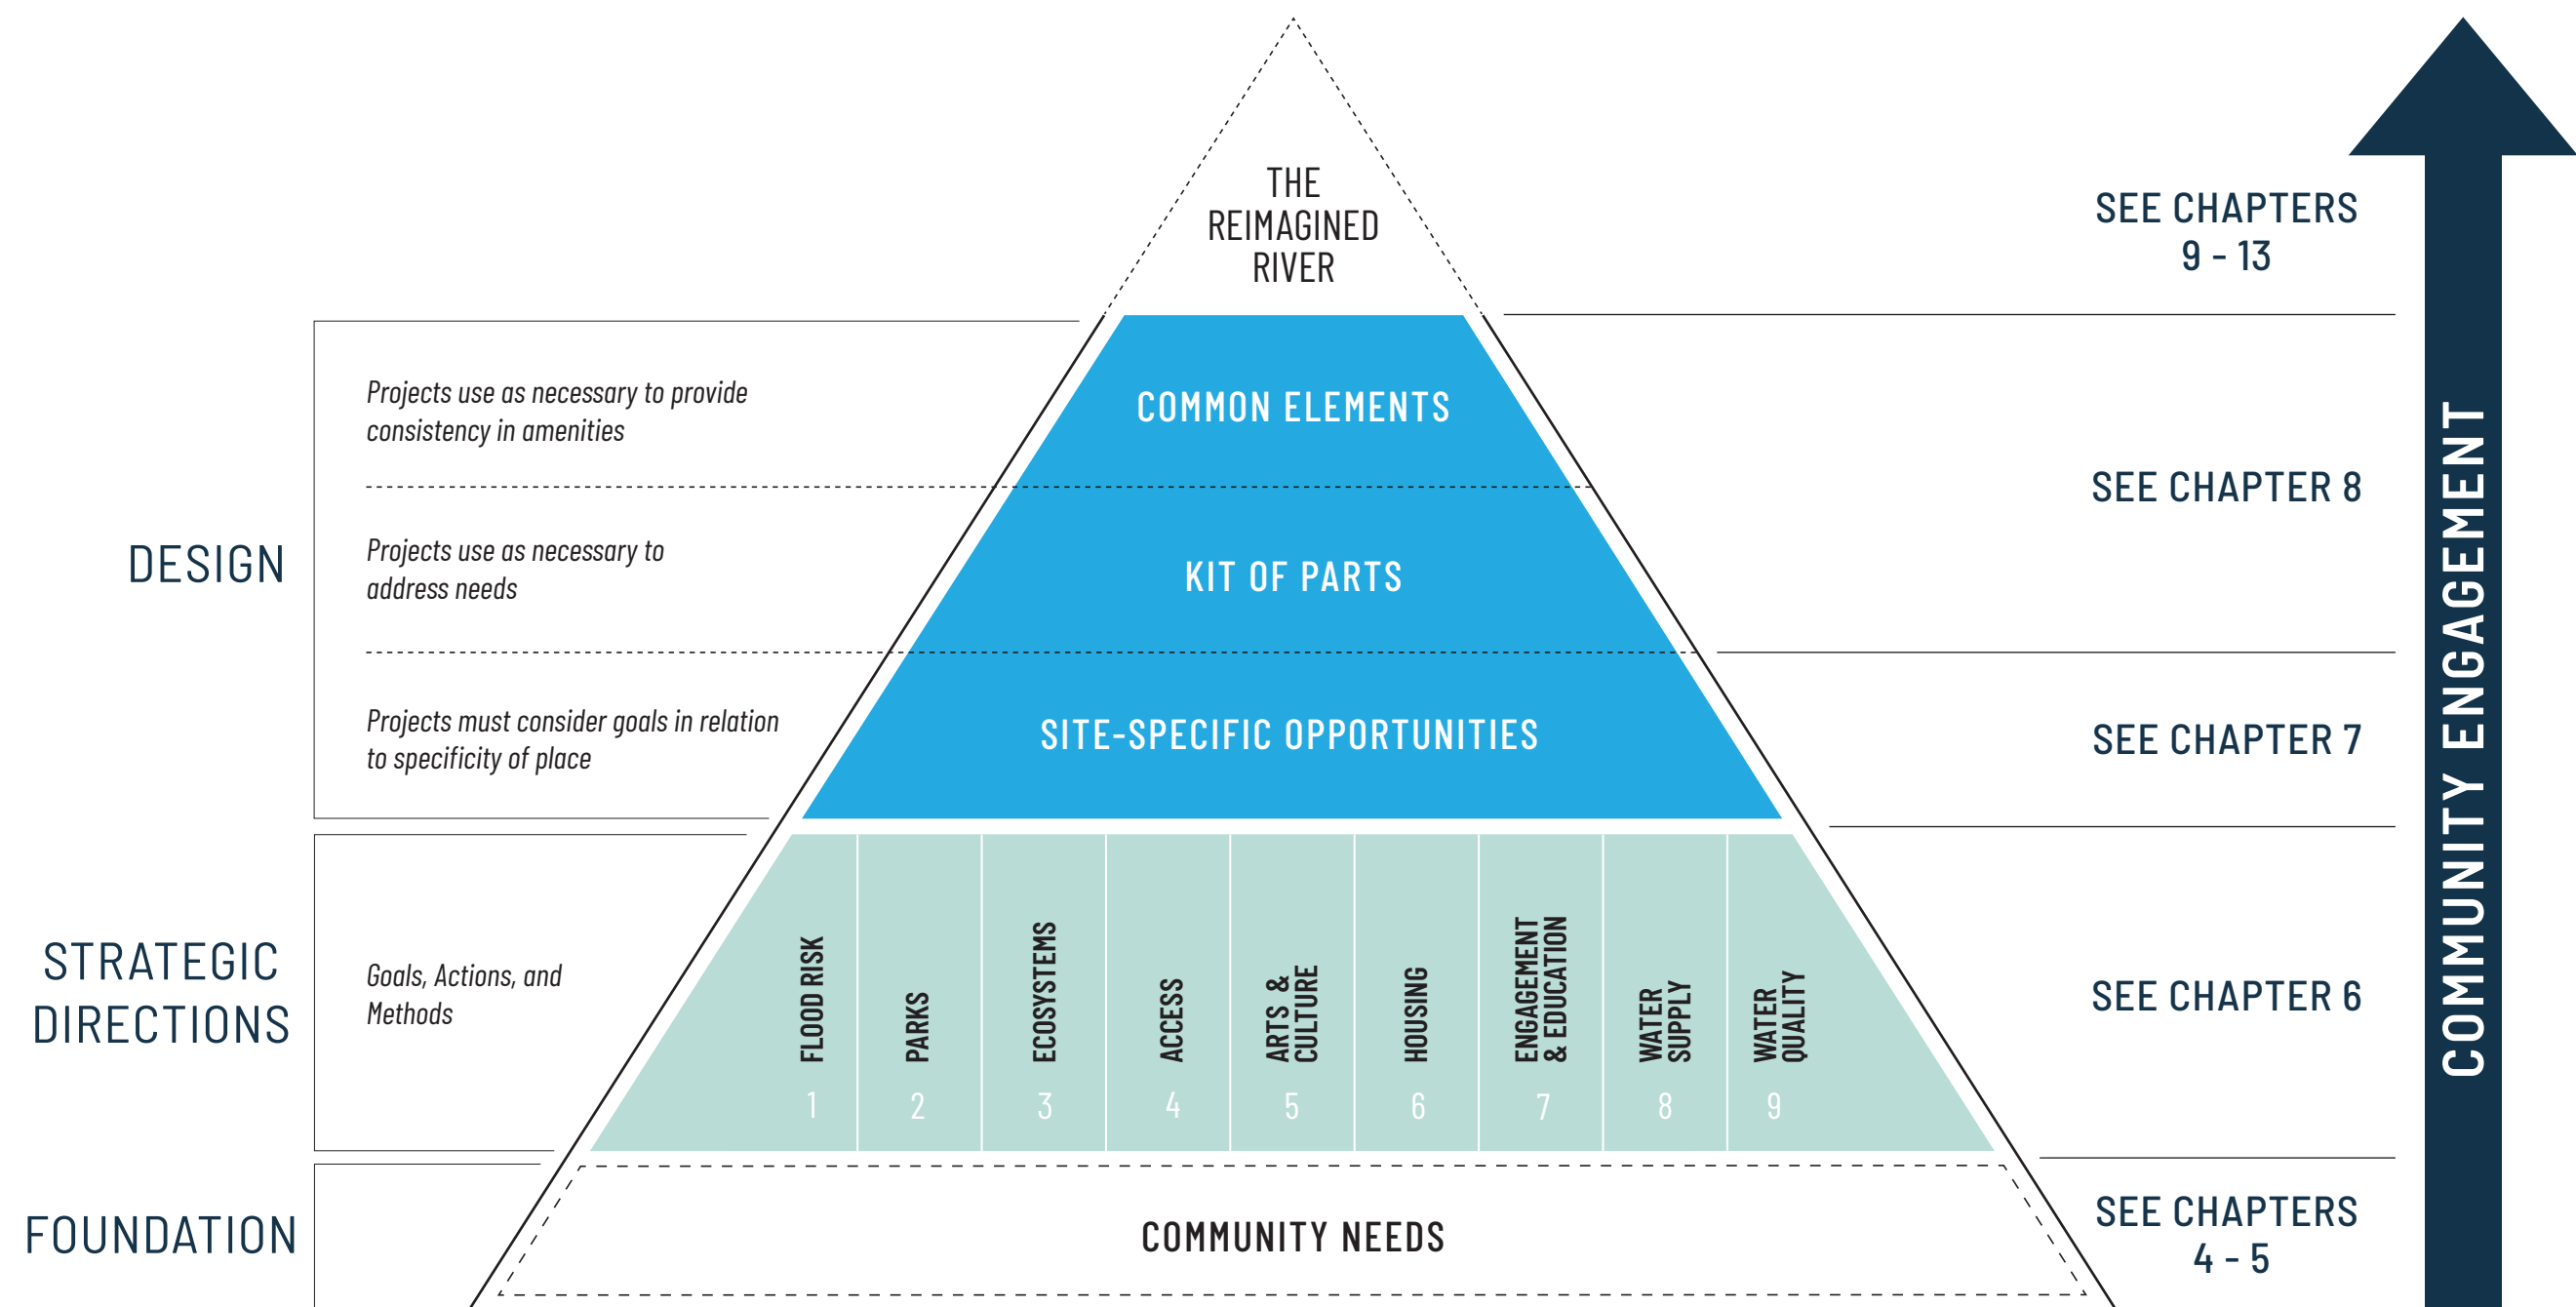 THE
REIMAGINED
RIVER
SEE CHAPTERS
9 - 13
DESIGN
Projects use as necessary to provide
consistency in amenities
COMMON ELEMENTS
Projects use as necessary to
address needs
KIT OF PARTS
SEE CHAPTER 8
Projects must consider goals in relation
to specificity of place
SITE-SPECIFIC OPPORTUNITIES
SEE CHAPTER 7
STRATEGIC
DIRECTIONS
Goals, Actions, and
Methods
FLOOD RISK
1
PARKS
2
ECOSYSTEMS
3
ACCESS
4
ARTS &
CULTURE
5
HOUSING
6
ENGAGEMENT
& EDUCATION
7
WATER
SUPPLY
8
WATER
QUALITY
9
SEE CHAPTER 6
FOUNDATION
COMMUNITY NEEDS
SEE CHAPTERS
4 - 5
COMMUNITY ENGAGEMENT